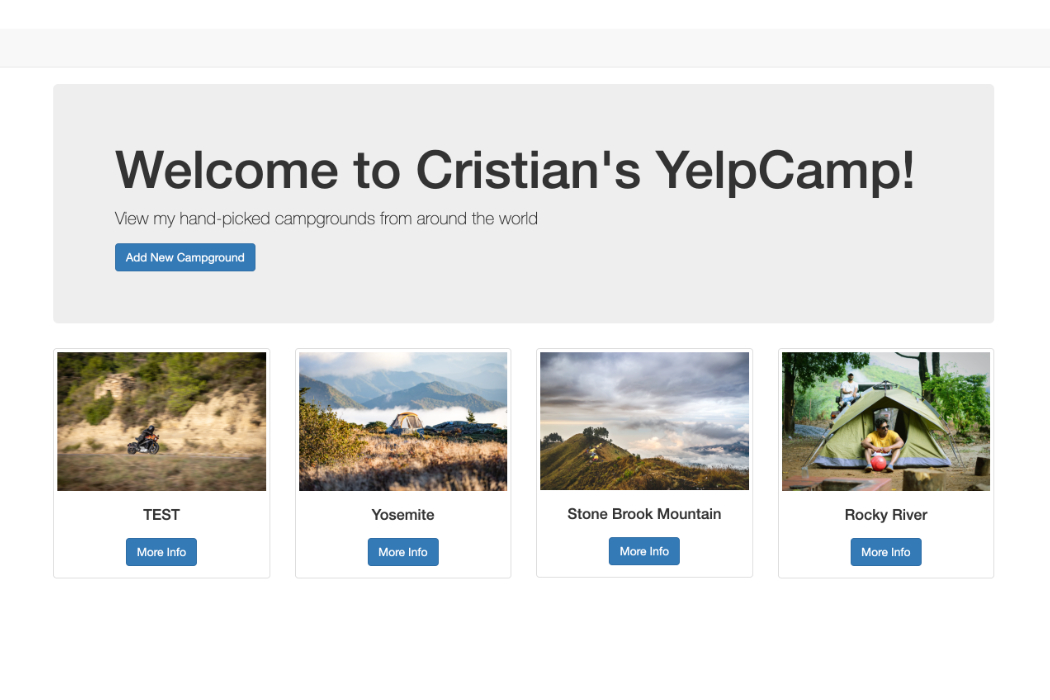 Welcome to Cristian's YelpCamp!
View my hand-picked campgrounds from around the world
Add New Campground
TEST
Yosemite
Stone Brook Mountain
Rocky River
More Info
More Info
More Info
More Info